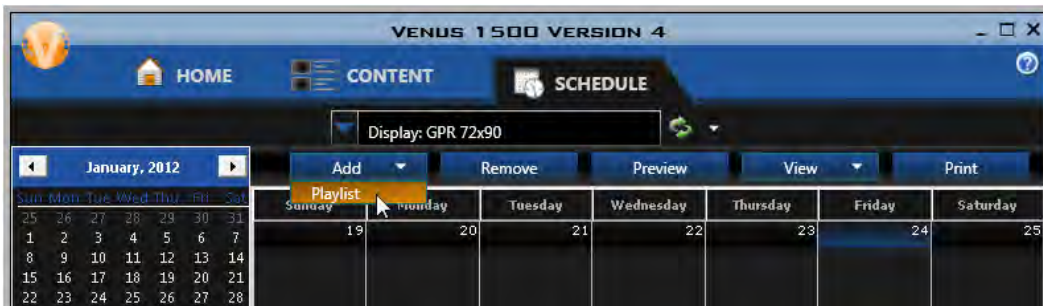 VENUS 1500 VERSION 4
HOME CONTENT SCHEDULE
Display: GPR 72x90
January, 2012 Add Remove Preview View Print
Playlist
Sun Mon Tue Wed Thu Fri Sat Sunday Monday Tuesday Wednesday Thursday Friday Saturday
25 26 27 28 29 30 31 19 20 21 22 23 24 25
1 2 3 4 5 6 7
8 9 10 11 12 13 14
15 16 17 18 19 20 21
22 23 24 25 26 27 28